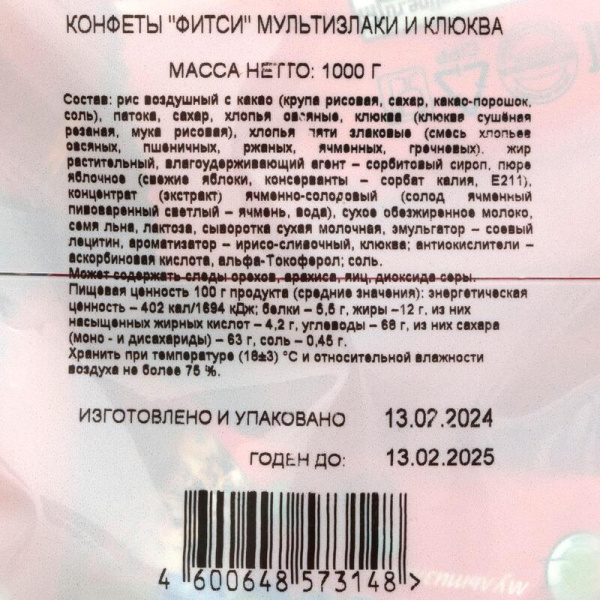 КОНФЕТЫ "ФИТСИ" МУЛЬТИЗЛАКИ И КЛЮКВА
МАССА НЕТТО: 1000 Г
Состав: рис воздушный с какао (крупа рисовая, сахар, какао-порошок,
соль), патока, сахар, хлопья овсяные, клюква (клюква сушёная
резаная, мука рисовая), хлопья пяти злаковые (смесь хлопьев
овсяных, пшеничных, ржаных, ячменных, гречневых), жир
растительный, влагоудерживающий агент – сорбитовый сироп, пюре
яблочное (свежие яблоки, консерванты – сорбат калия, Е211),
концентрат (экстракт) ячменно-солодовый (солод ячменный
пивоваренный светлый – ячмень, вода), сухое обезжиренное молоко,
семя льна, лактоза, сыворотка сухая молочная, эмульгатор – соевый
лецитин, ароматизатор – ирисо-сливочный, клюква; антиокислители –
аскорбиновая кислота, альфа-Токоферол; соль.
Может содержать следы орехов, арахиса, яиц, диоксида серы.
Пищевая ценность 100 г продукта (средние значения): энергетическая
ценность – 402 кал/1694 кДж; белки – 5,5 г, жиры –12 г, из них
насыщенных жирных кислот – 4,2 г, углеводы – 68 г, из них сахара
(моно - и дисахариды) – 63 г, соль – 0,45 г.
Хранить при температуре (18±3) °С и относительной влажности
воздуха не более 75 %.
ИЗГОТОВЛЕНО И УПАКОВАНО 13.02.2024
ГОДЕН ДО: 13.02.2025
4 600648 573148 >